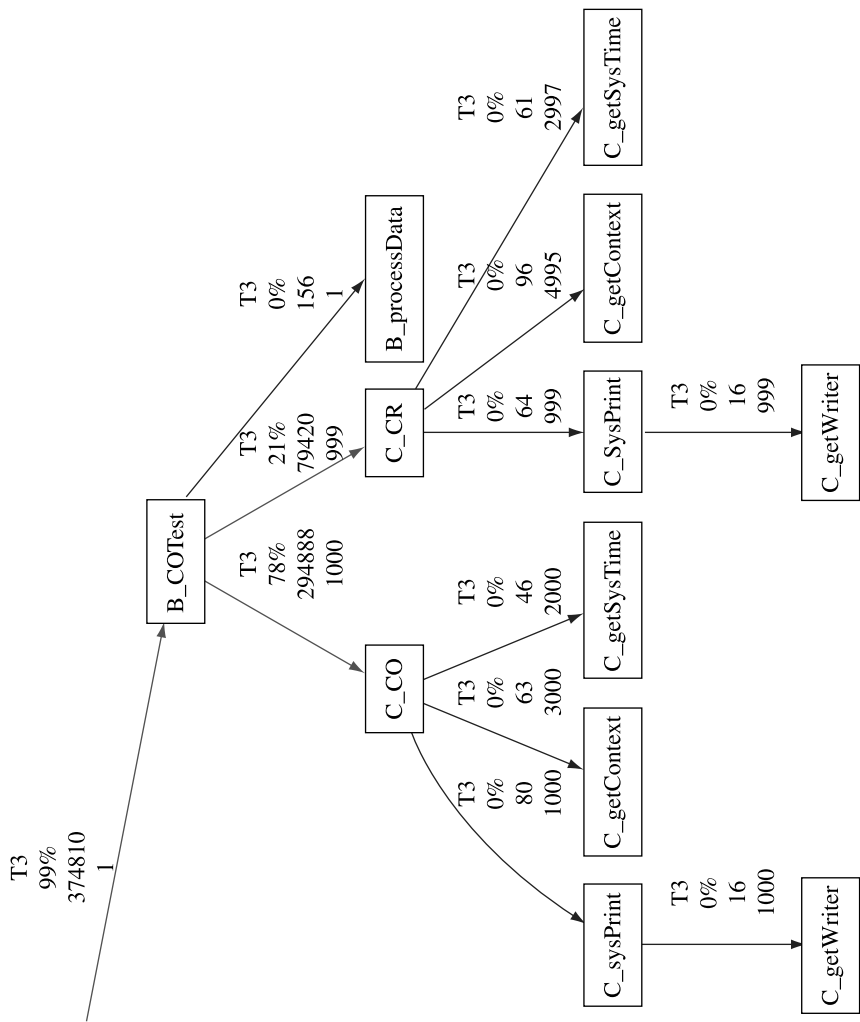 T3
99%
374810
1
B_COTest
T3
78%
294888
1000
T3
21%
79420
999
T3
0%
156
1
C_CO
C_CR
B_processData
T3
0%
80
1000
T3
0%
63
3000
T3
0%
46
2000
T3
0%
64
999
T3
0%
96
4995
T3
0%
61
2997
C_sysPrint
C_getContext
C_getSysTime
C_SysPrint
C_getContext
C_getSysTime
T3
0%
16
1000
T3
0%
16
999
C_getWriter
C_getWriter